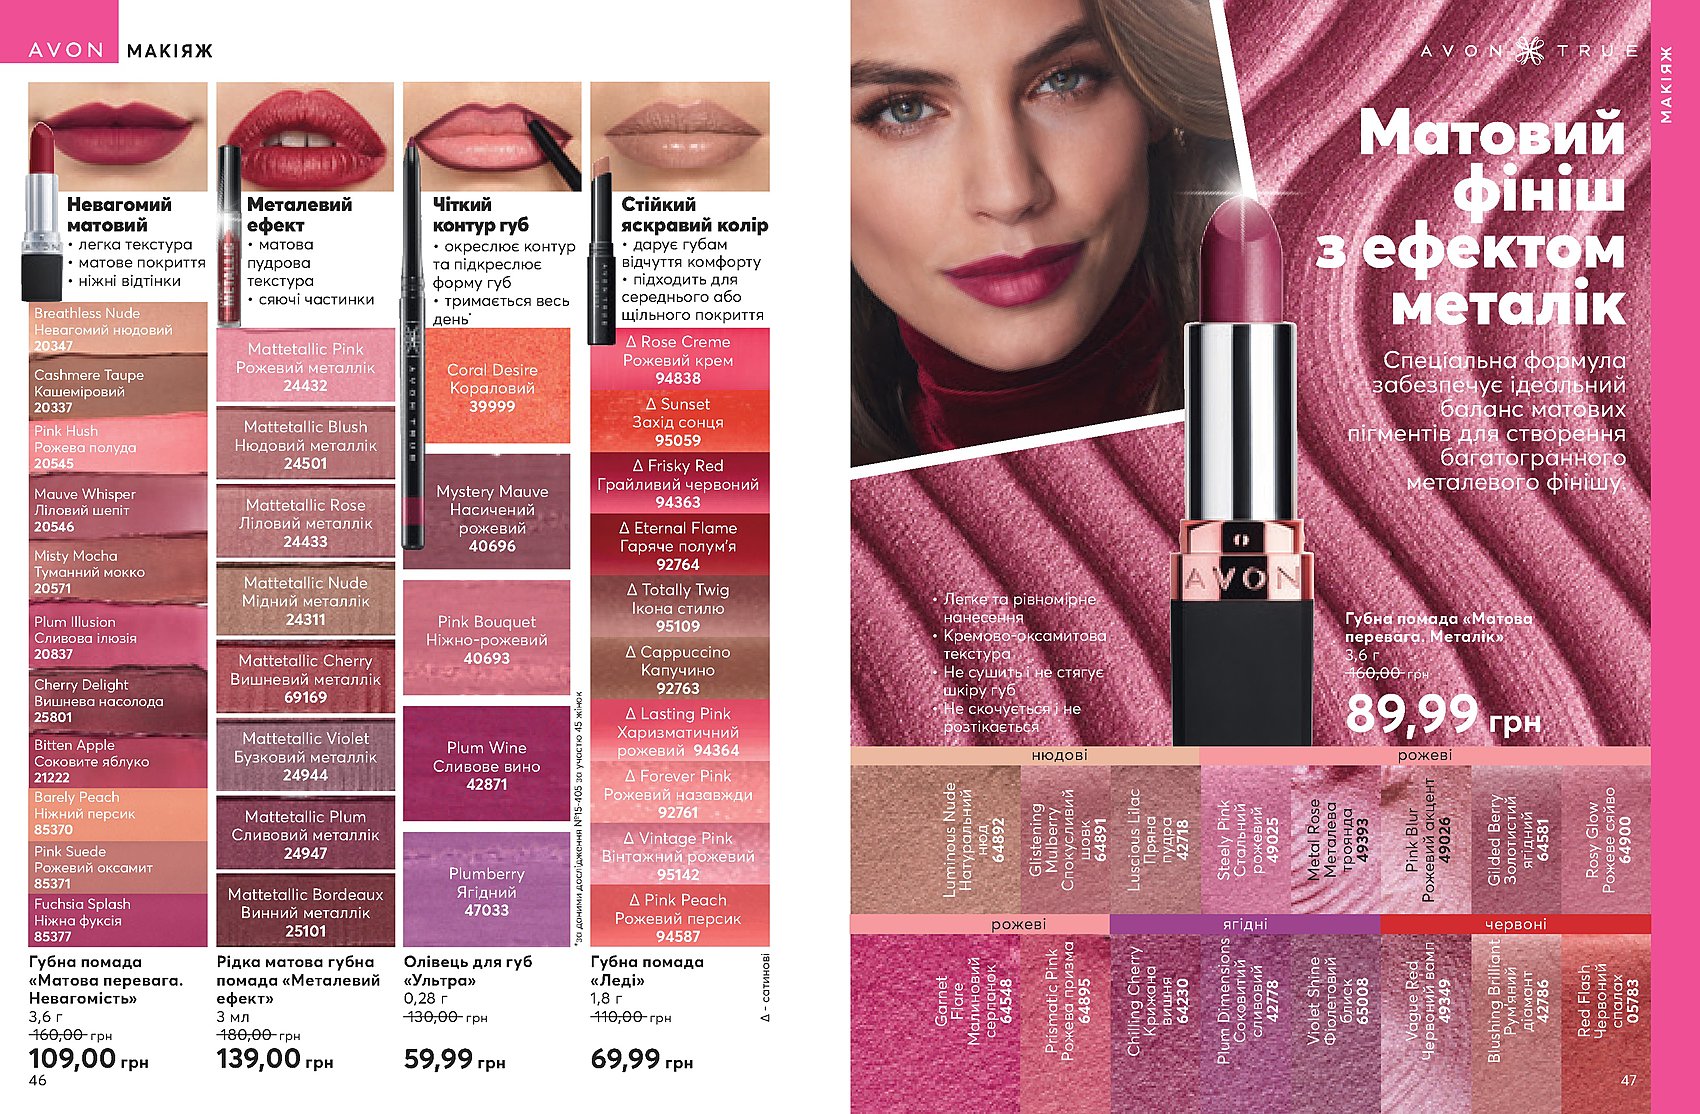 AVON
МАКІЯЖ
Невагомий
матовий
• легка текстура
• матове покриття
• ніжні відтінки
Breathless Nude
Невагомий нюдовий
20347
Cashmere Taupe
Кашеміровий
20337
Pink Hush
Рожева полуда
20545
Mauve Whisper
Ліловий шепіт
20546
Misty Mocha
Туманний мокко
20571
Plum Illusion
Сливова ілюзія
20837
Cherry Delight
Вишнева насолода
25801
Bitten Apple
Соковите яблуко
21222
Barely Peach
Ніжний персик
85370
Pink Suede
Рожевий оксамит
85371
Fuchsia Splash
Ніжна фуксія
85377
Губна помада
«Матова перевага.
Невагомість»
3,6 г
160,00 грн
109,00 грн
46
Металевий
ефект
• матова
пудрова
текстура
• сяючі частинки
Mattetallic Pink
Рожевий металлік
24432
Mattetallic Blush
Нюдовий металлік
24501
Mattetallic Rose
Ліловий металлік
24433
Mattetallic Nude
Мідний металлік
24311
Mattetallic Cherry
Вишневий металлік
69169
Mattetallic Violet
Бузковий металлік
24944
Mattetallic Plum
Сливовий металлік
24947
Mattetallic Bordeaux
Винний металлік
25101
Рідка матова губна
помада «Металевий
ефект»
3 мл
180,00 грн
139,00 грн
Чіткий
контур губ
• окреслює контур
та підкреслює
форму губ
• тримається весь
день*
Coral Desire
Кораловий
39999
Mystery Mauve
Насичений
рожевий
40696
Pink Bouquet
Ніжно-рожевий
40693
Plum Wine
Сливове вино
42871
Plumberry
Ягідний
47033
*за даними дослідження №15-405 за участю 45 жінок
Олівець для губ
«Ультра»
0,28 г
130,00 грн
59,99 грн
Стійкий
яскравий колір
• дарує губам
відчуття комфорту
• підходить для
середнього або
щільного покриття
Δ Rose Creme
Рожевий крем
94838
Δ Sunset
Захід сонця
95059
Δ Frisky Red
Грайливий червоний
94363
Δ Eternal Flame
Гаряче полум'я
92764
Δ Totally Twig
Ікона стилю
95109
Δ Cappuccino
Капучино
92763
Δ Lasting Pink
Харизматичний
рожевий 94364
Δ Forever Pink
Рожевий назавжди
92761
Δ Vintage Pink
Вінтажний рожевий
95142
Δ Pink Peach
Рожевий персик
94587
Губна помада
«Леді»
1,8 г
110,00 грн
69,99 грн
Δ - сатинові
AVON TRUE
МАКІЯЖ
Матовий
фініш
з ефектом
металік
Спеціальна формула
забезпечує ідеальний
баланс матових
пігментів для створення
багатогранного
металевого фінішу.
AVON
• Легке та рівномірне
нанесення
• Кремово-оксамитова
текстура
• Не сушить і не стягує
шкіру губ
• Не скочується і не
розтікається
Губна помада «Матова
перевага. Металік»
3,6 г
160,00 грн
89,99 грн
нюдові
рожеві
Luminous Nude
Натуральний
нюд
64892
Glistening
Mulberry
Спокусливий
шовк
64891
Luscious Lilac
Пряна
пудра
42718
Steely Pink
Стальний
рожевий
49025
Metal Rose
Металева
троянда
49393
Pink Blur
Рожевий акцент
49026
Gilded Berry
Золотистий
ягідний
64581
Rosy Glow
Рожеве сяйво
64900
рожеві
ягідні
червоні
Garnet
Flare
Малиновий
серпанок
64548
Prismatic Pink
Рожева призма
64895
Chilling Cherry
Крижана
вишня
64230
Plum Dimensions
Соковитий
сливовий
42778
Violet Shine
Фіолетовий
блиск
65008
Vague Red
Червоний вамп
49349
Blushing Brilliant
Рум'яний
діамант
42786
Red Flash
Червоний
спалах
05783
47